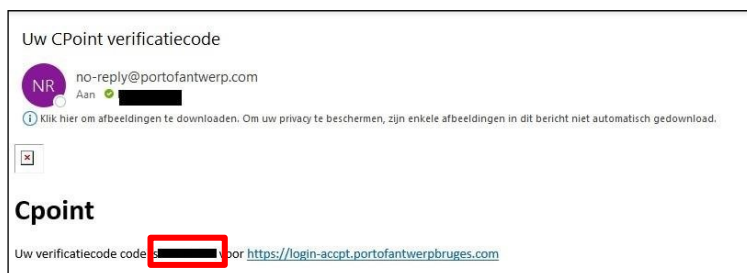 Uw CPoint verificatiecode
NR
no-reply@portofantwerp.com
Aan
Klik hier om afbeeldingen te downloaden. Om uw privacy te beschermen, zijn enkele afbeeldingen in dit bericht niet automatisch gedownload.
Cpoint
Uw verificatiecode code voor https://login-accpt.portofantwerpbruges.com